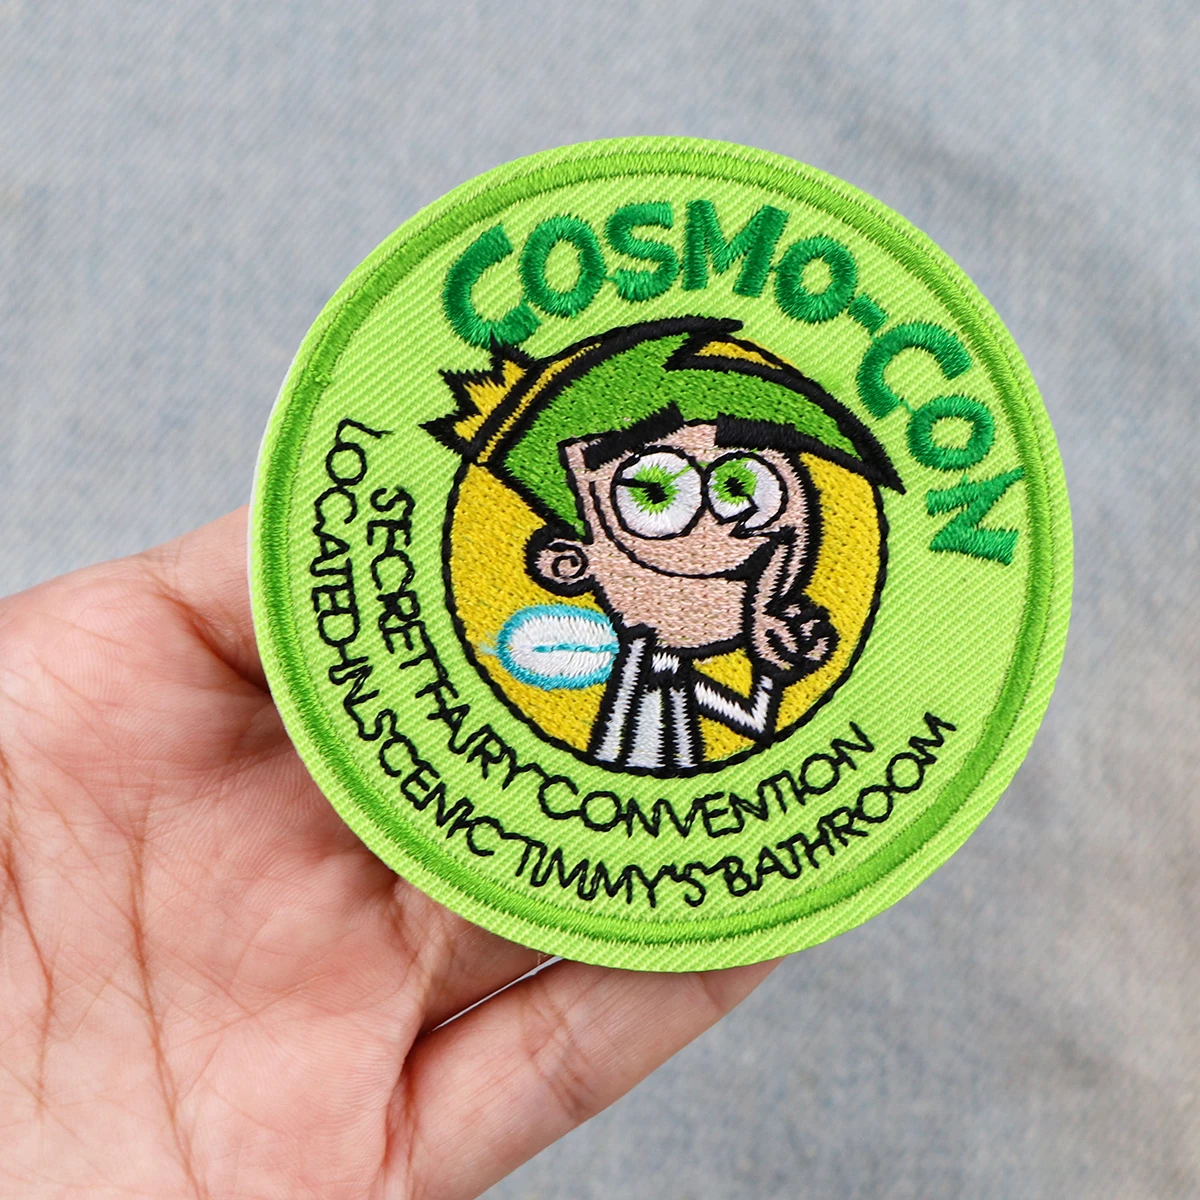 COSMO-CON
SECRET FAIRY CONVENTION
LOCATED IN SCENIC TIMMY'S BATHROOM